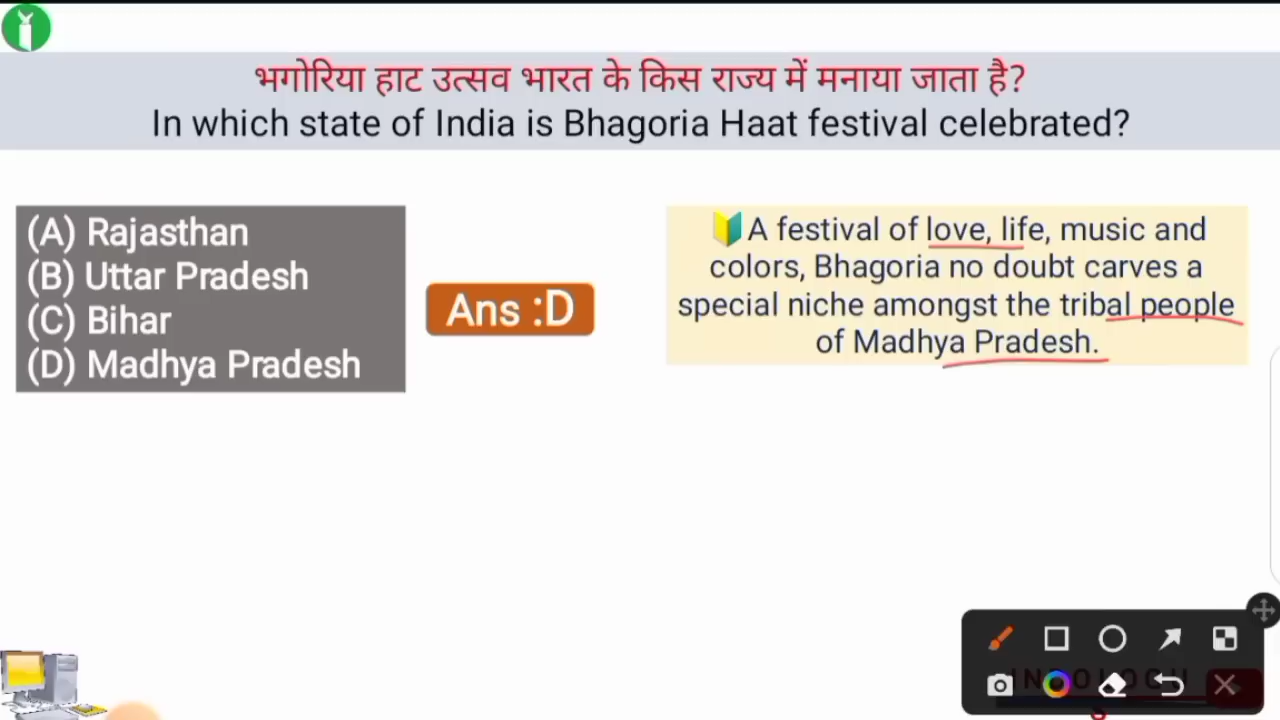 भगोरिया हाट उत्सव भारत के किस राज्य में मनाया जाता है?
In which state of India is Bhagoria Haat festival celebrated?
(A) Rajasthan
(B) Uttar Pradesh
(C) Bihar
(D) Madhya Pradesh
Ans :D
A festival of love, life, music and
colors, Bhagoria no doubt carves a
special niche amongst the tribal people
of Madhya Pradesh.